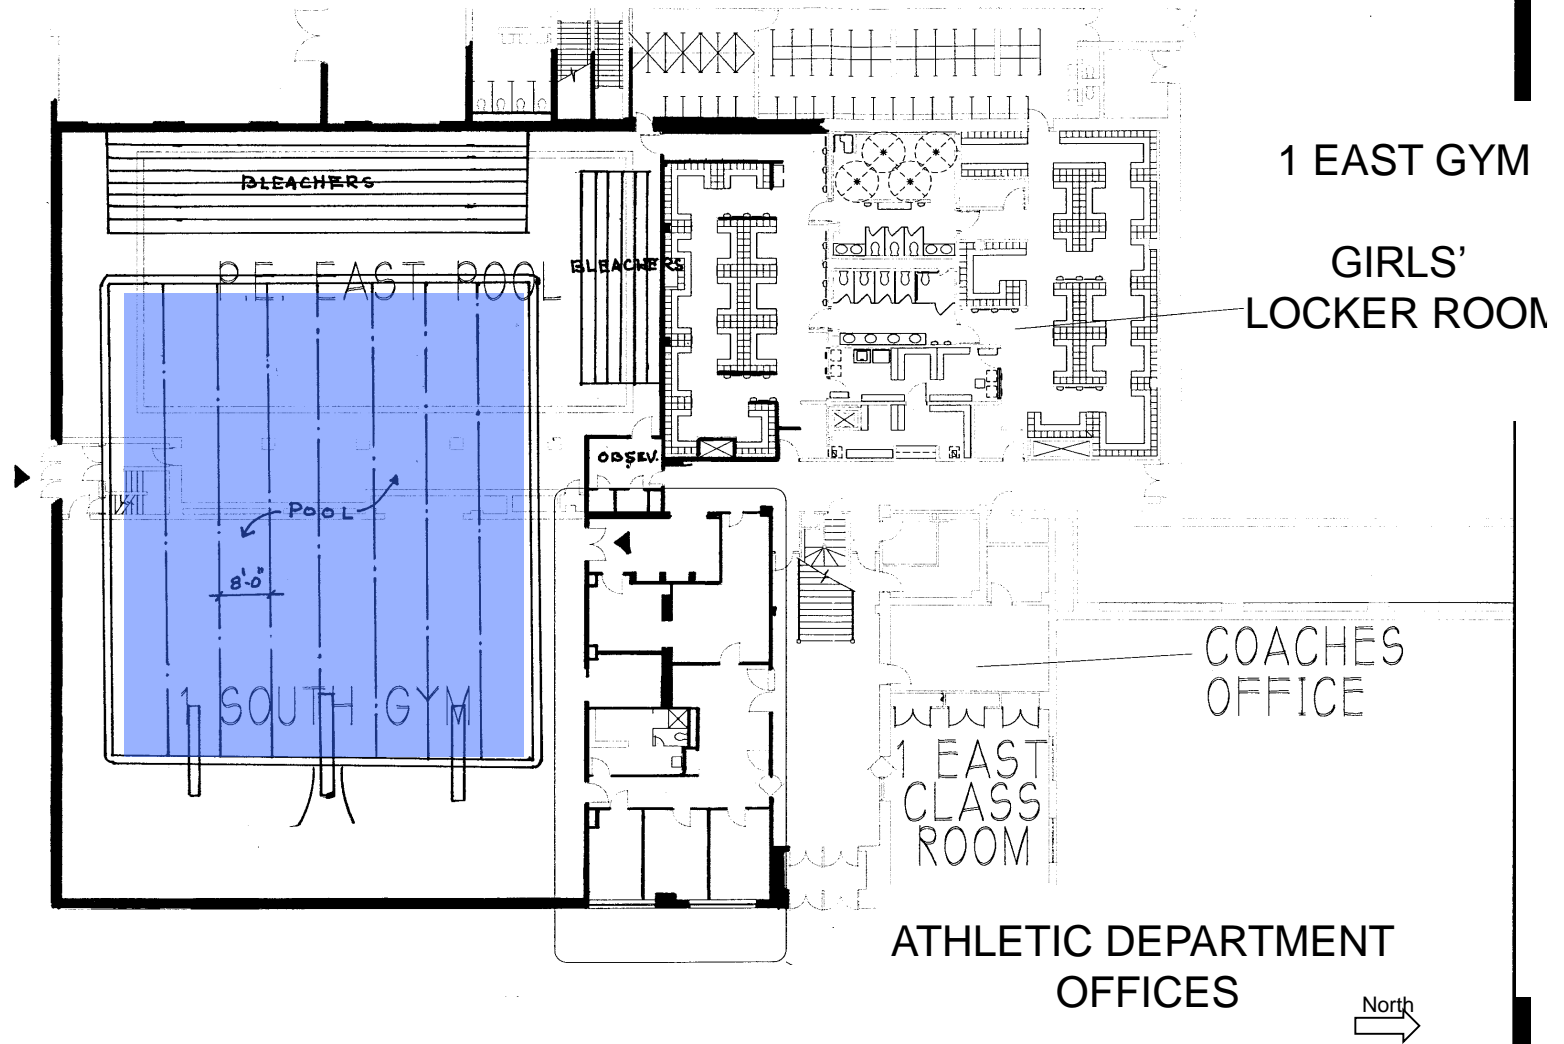 1 EAST GYM
BLEACHERS
GIRLS'
LOCKER ROOM
BLEACHERS
P.E. EAST POOL
OBSEV.
POOL
8'-0"
COACHES
OFFICE
1 SOUTH GYM
1 EAST
CLASS
ROOM
ATHLETIC DEPARTMENT
OFFICES
North